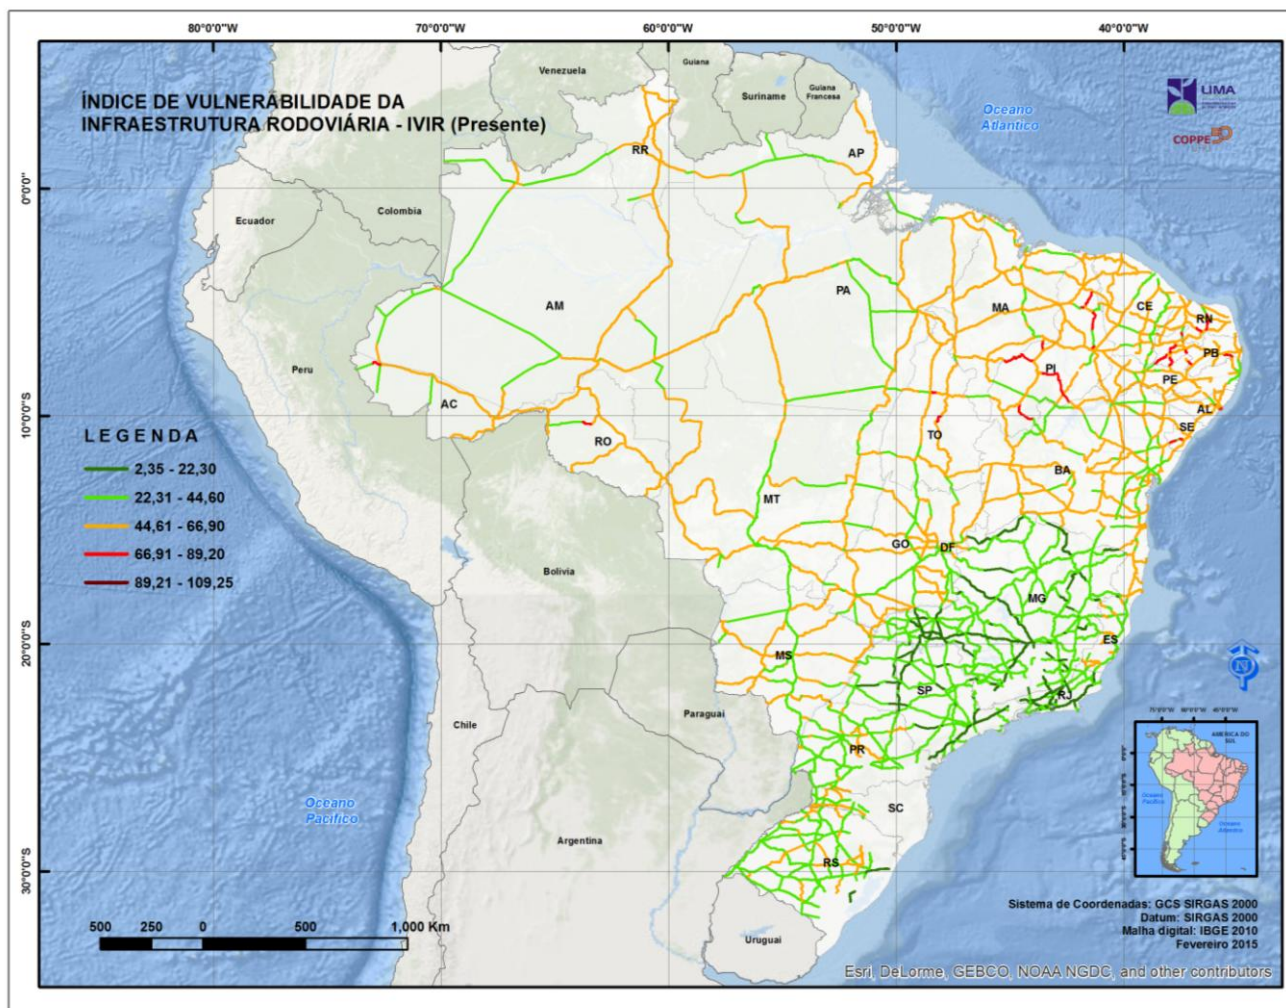 80°0'0"W 70°0'0"W 60°0'0"W 50°0'0"W 40°0'0"W
ÍNDICE DE VULNERABILIDADE DA
INFRAESTRUTURA RODOVIÁRIA - IVIR (Presente)
Venezuela
Guiana
Suriname
Guiana
Francesa
Oceano
Atlântico
LIMA
COPPE
RR
AP
0°0'0"
Colombia
Ecuador
AM
PA
MA
CE
RN
Peru
PI
PB
PE
AC
AL
10°0'0"S
SE
TO
RO
BA
LEGENDA
2,35 - 22,30
22,31 - 44,60
44,61 - 66,90
66,91 - 89,20
89,21 - 109,25
MT
GO
DF
Bolivia
MG
20°0'0"S
ES
MS
SP
RJ
N
Paraguai
Chile
PR
AMERICA DO
SUL
Oceano
Pacífico
Oceano
Pacífico
Oceano
Atlântico
SC
Argentina
RS
30°0'0"S
Sistema de Coordenadas: GCS SIRGAS 2000
Datum: SIRGAS 2000
Malha digital: IBGE 2010
Fevereiro 2015
500 250 0 500 1,000 Km
Uruguai
Esri, DeLorme, GEBCO, NOAA NGDC, and other contributors